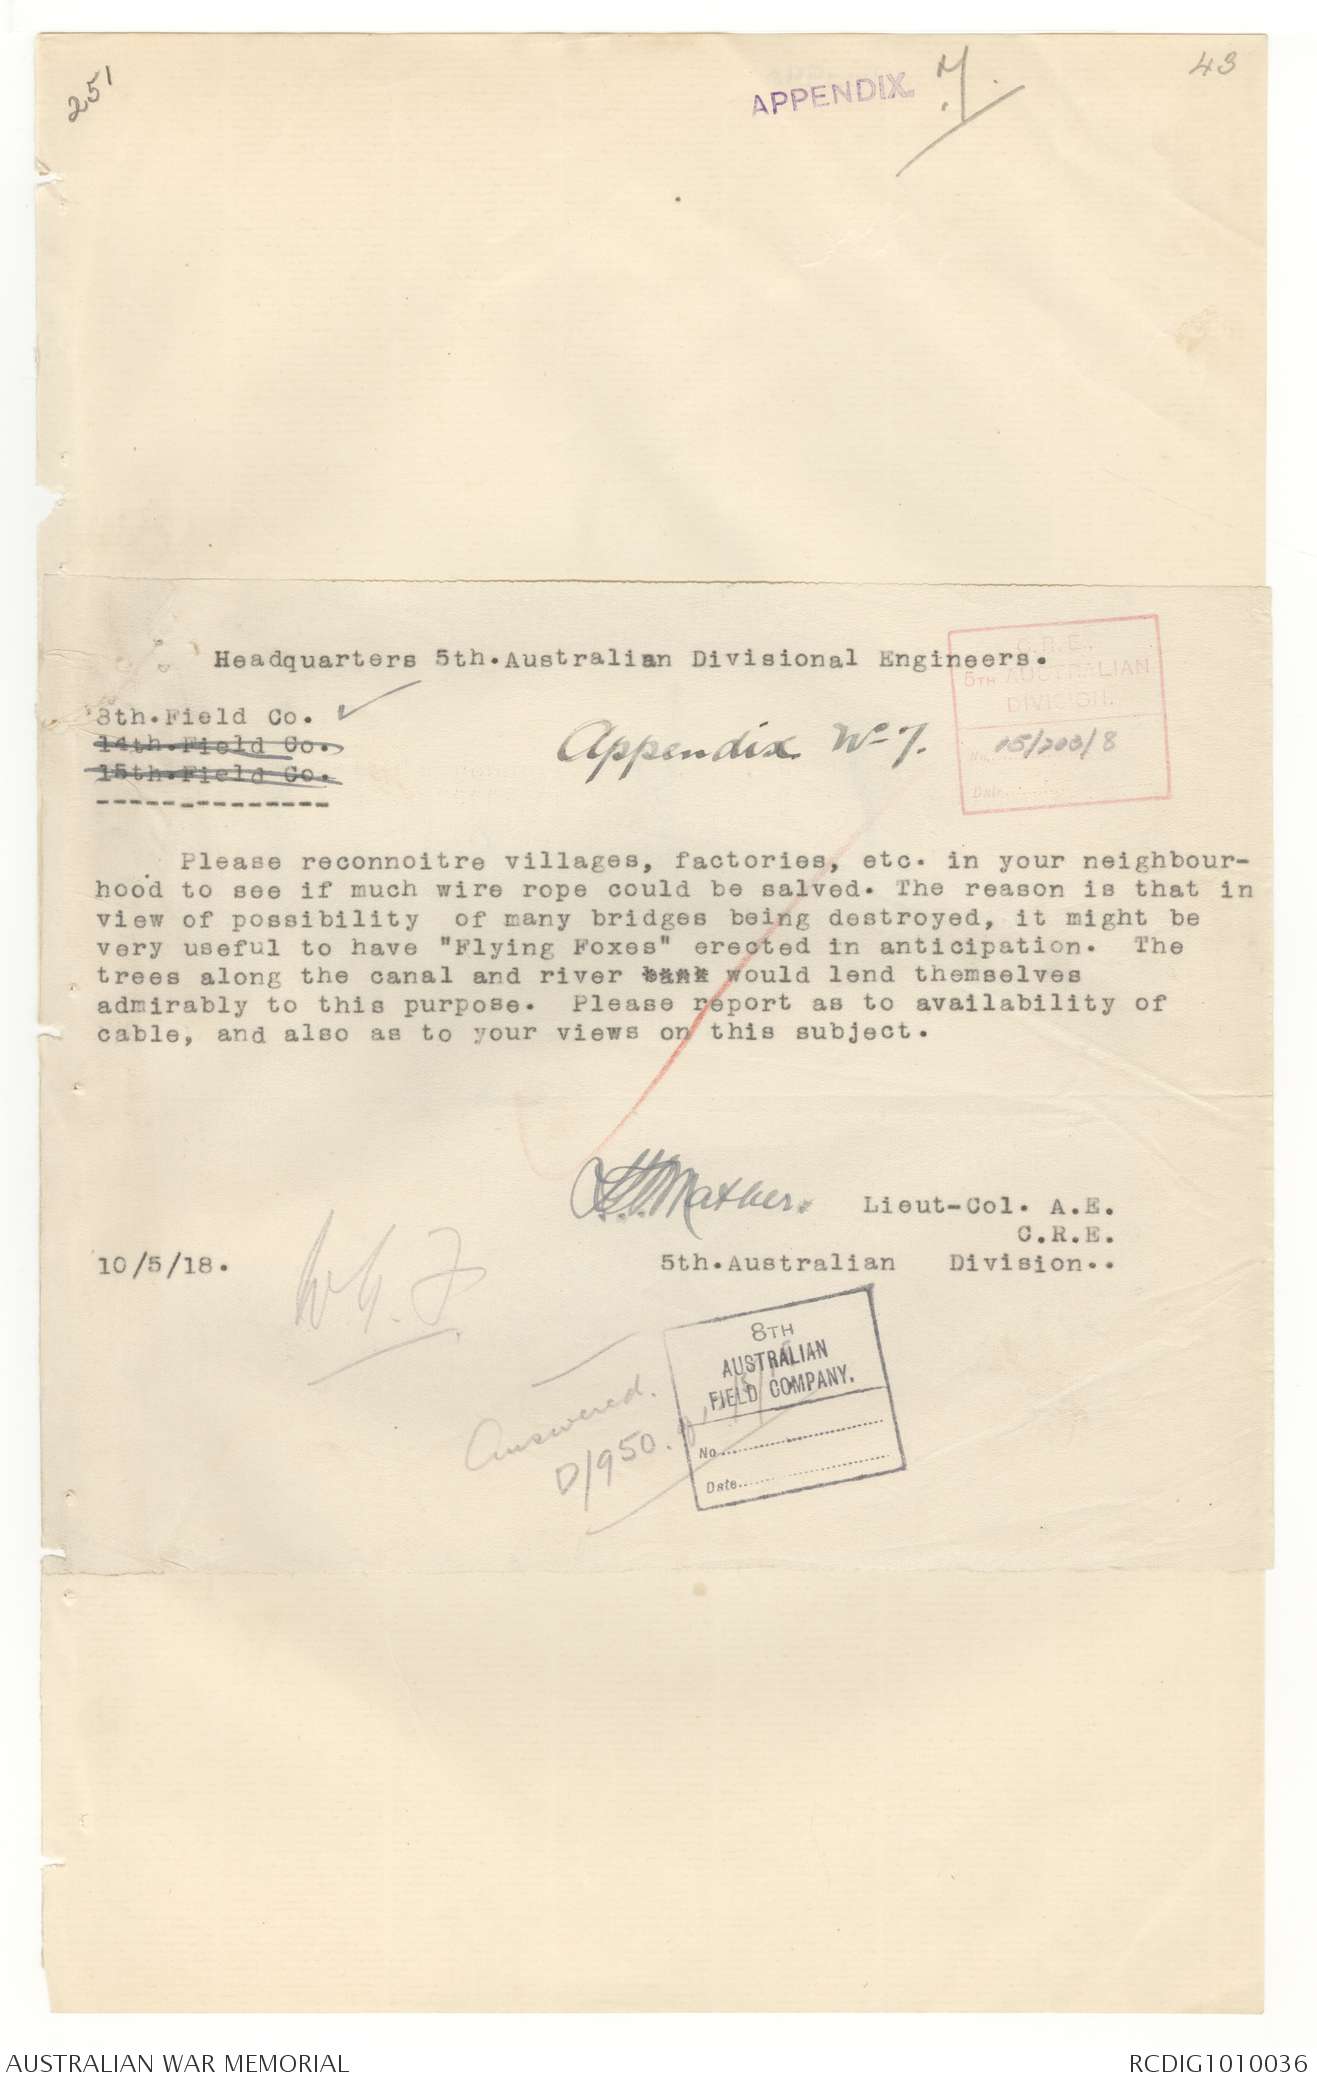 251
APPENDIX. 7.
43
Headquarters 5th.Australian Divisional Engineers.
C.R.E.
5TH AUSTRALIAN
DIVISION.
No. 05/203/8
Date
8th.Field Co. ✓
14th.Field Co.
15th.Field Co.
Appendix No 7.
Please reconnoitre villages, factories, etc. in your neighbour-
hood to see if much wire rope could be salved. The reason is that in
view of possibility of many bridges being destroyed, it might be
very useful to have "Flying Foxes" erected in anticipation. The
trees along the canal and river bank would lend themselves
admirably to this purpose. Please report as to availability of
cable, and also as to your views on this subject.
Mather. Lieut-Col. A.E.
C.R.E.
10/5/18. 5th.Australian Division..
8TH
AUSTRALIAN
FIELD COMPANY.
No
Date
Answered.
D/950.
AUSTRALIAN WAR MEMORIAL
RCDIG1010036